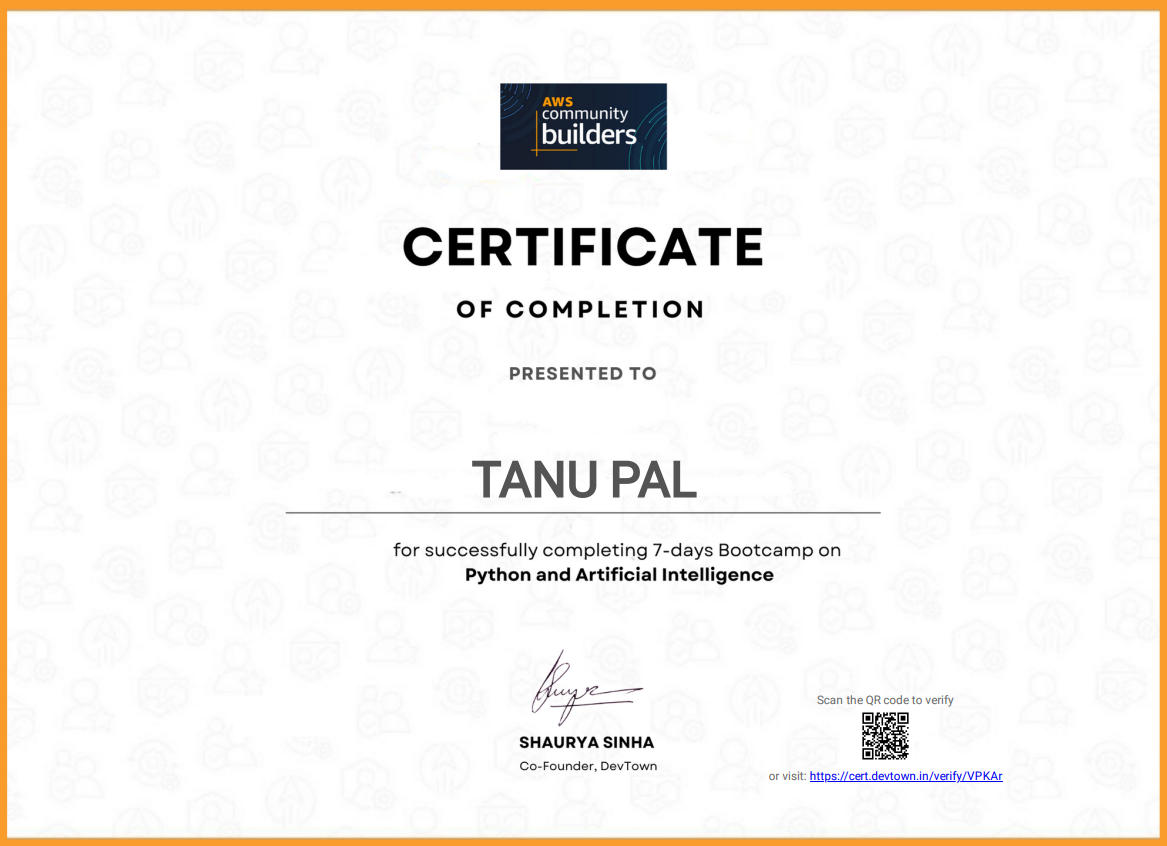 AWS
community
builders
CERTIFICATE
OF COMPLETION
PRESENTED TO
TANU PAL
for successfully completing 7-days Bootcamp on
Python and Artificial Intelligence
SHAURYA SINHA
Co-Founder, DevTown
Scan the QR code to verify
or visit: https://cert.devtown.in/verify/VPKAr